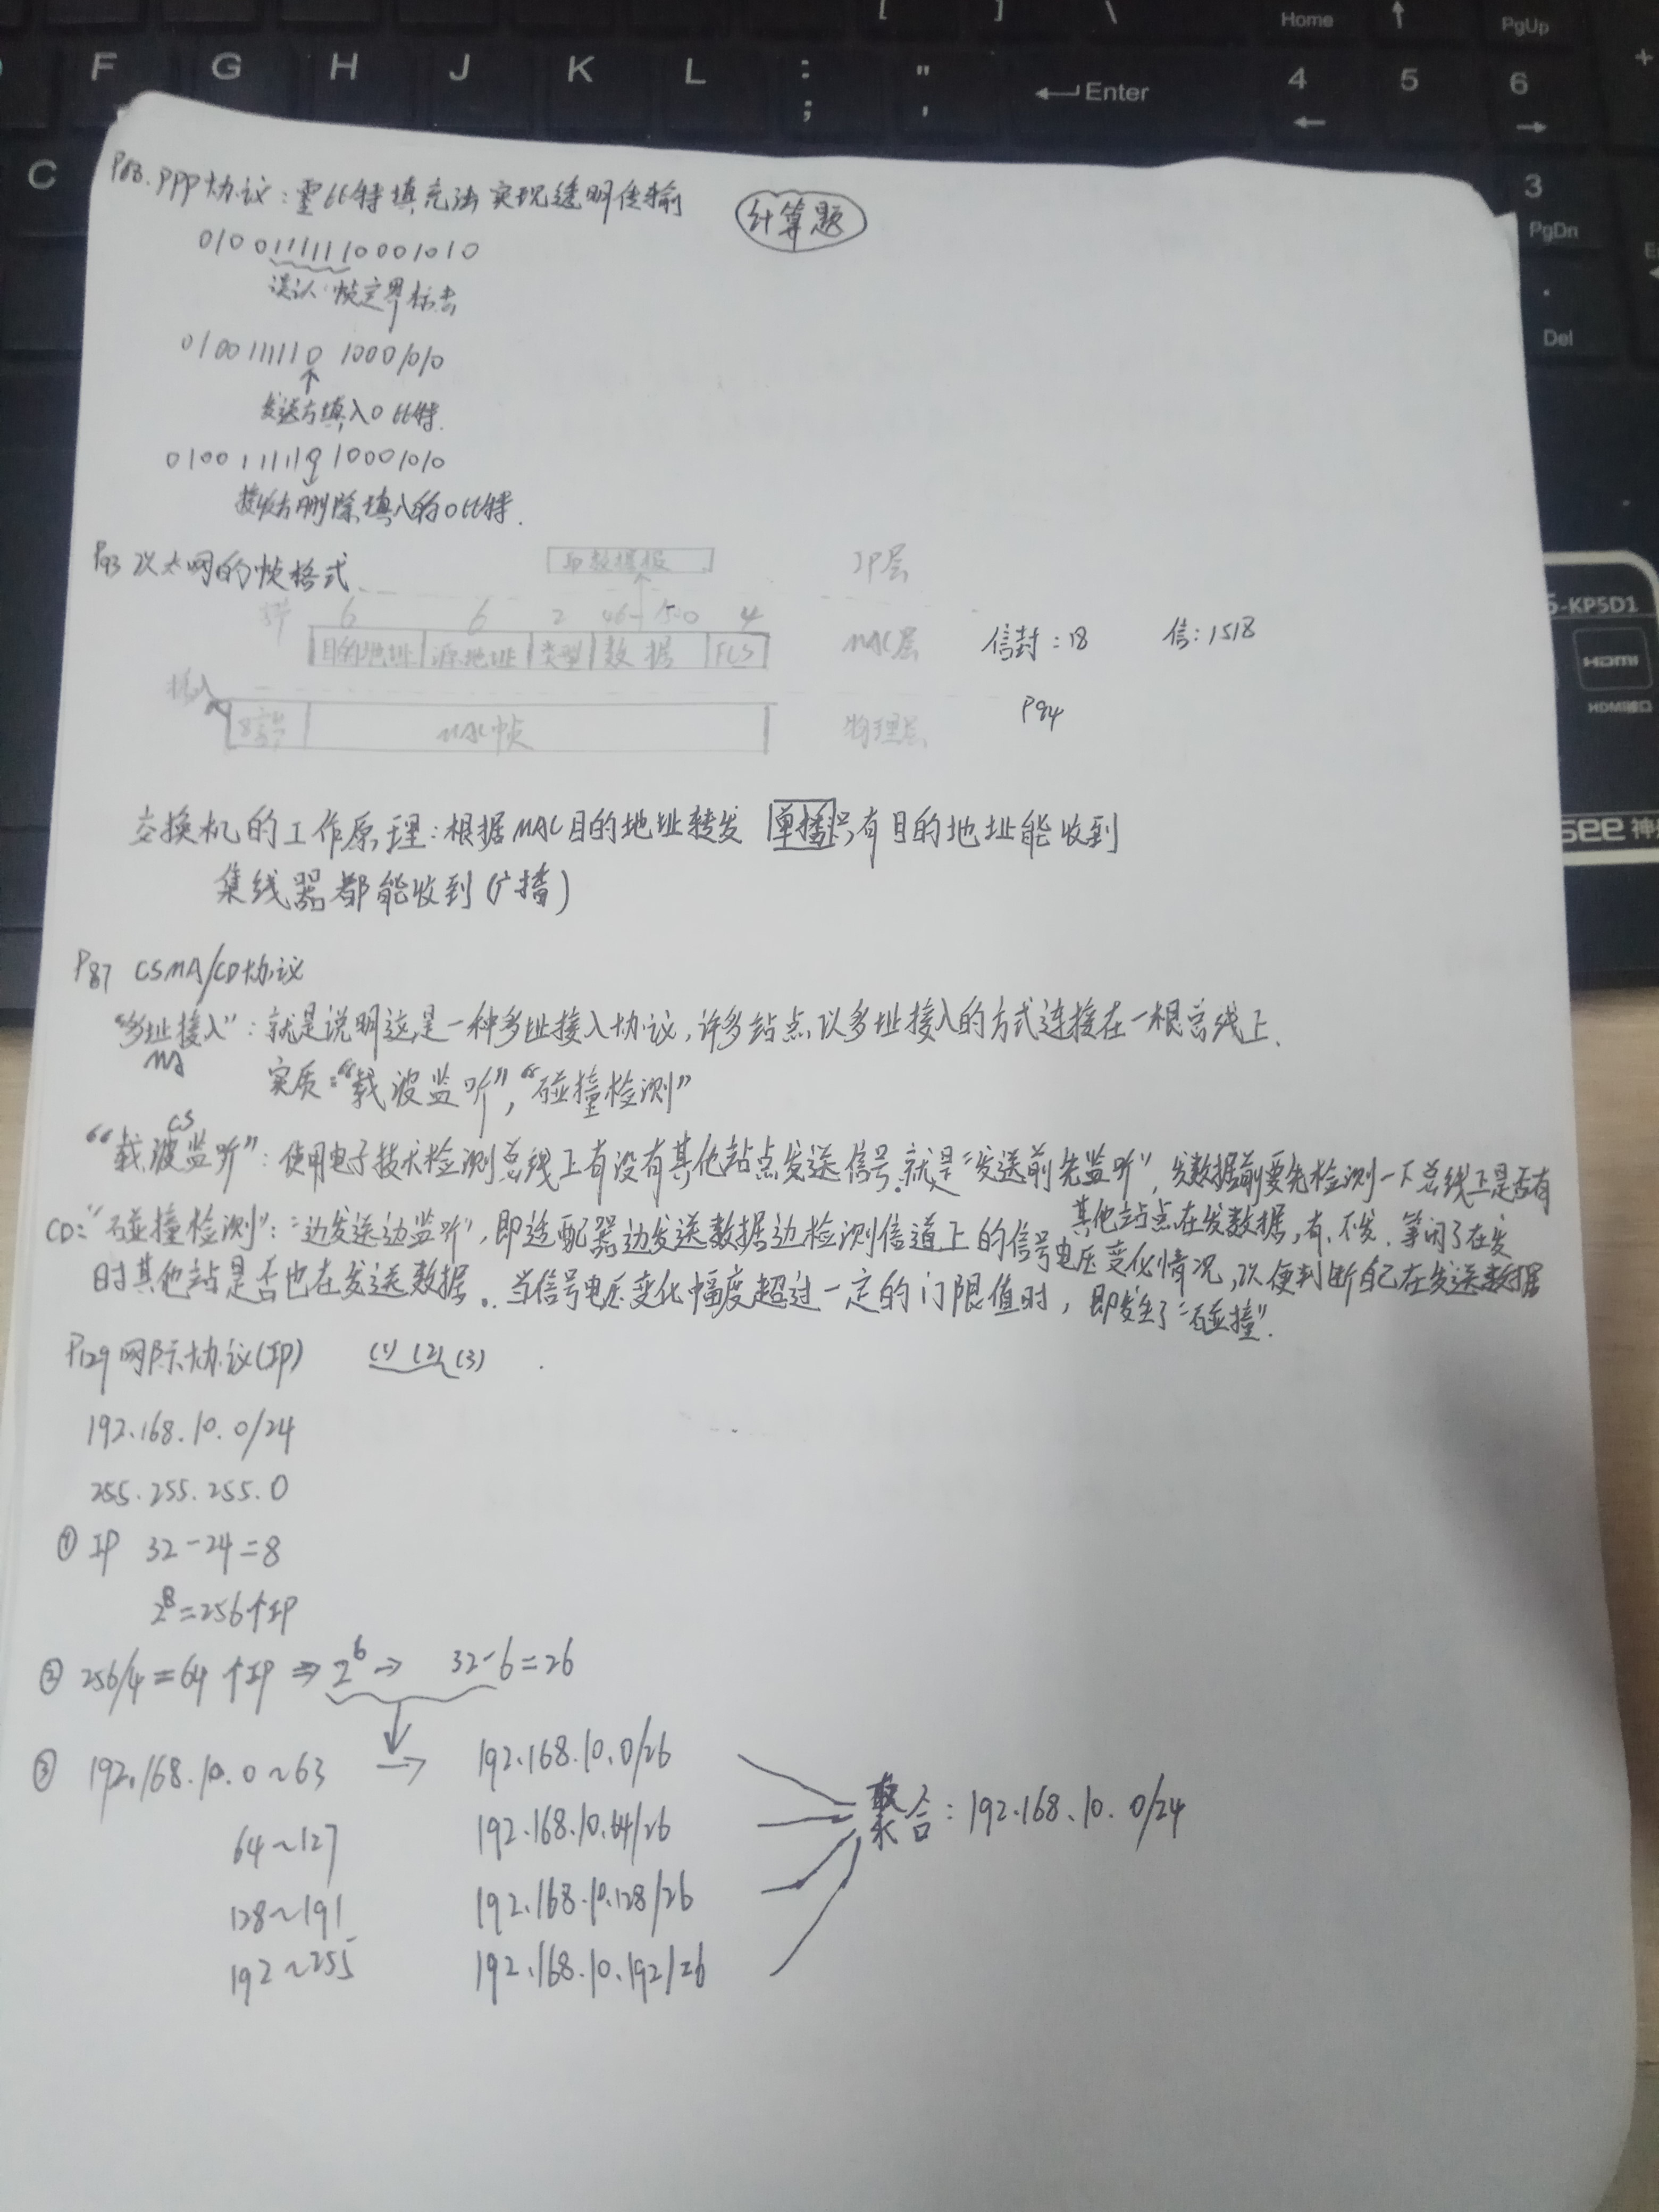 [ ] \ Home ↑ PgUp
F G H J K L : ; " ' ←Enter 4 ← 5 6 → +
C
3 PgDn
. Del
P83. PPP协议：零比特填充法实现透明传输 计算题
01001111110001010
误认：帧定界标志
010011111010001010
↑
发送方填入0比特.
010011111010001010
接收方删除填入的0比特.
P93 以太网的帧格式
IP数据报 IP层
字节 6 6 2 46-1500 4
目的地址 源地址 类型 数据 FCS MAC层 信封：18 信：1518
插入
8字节 MAC帧 物理层 P94
-KP5D1
HDMI
HDMI接口
see 神
交换机的工作原理：根据MAC目的地址转发 单播只有目的地址能收到
集线器都能收到(广播)
P87 CSMA/CD协议
“多址接入”：就是说明这是一种多址接入协议，许多站点以多址接入的方式连接在一根总线上.
MA
实质：“载波监听”，“碰撞检测”
CS
“载波监听”：使用电子技术检测总线上有没有其他站点发送信号.就是“发送前先监听”，发数据前要先检测一下总线上是否有
其他站点在发数据，有，不发．等闲了在发
CD：“碰撞检测”：“边发送边监听”，即适配器边发送数据边检测信道上的信号电压变化情况，以便判断自己在发送数据
时其他站是否也在发送数据。当信号电压变化幅度超过一定的门限值时，即发生了“碰撞”.
P129 网际协议(IP) (1) (2) (3)
192.168.10.0/24
255.255.255.0
① IP 32-24=8
2⁸=256个IP
② 256/4=64个IP ⇒ 2⁶ → 32-6=26
③ 192.168.10.0~63 → 192.168.10.0/26
64~127 192.168.10.64/26 聚合：192.168.10.0/24
128~191 192.168.10.128/26
192~255 192.168.10.192/26